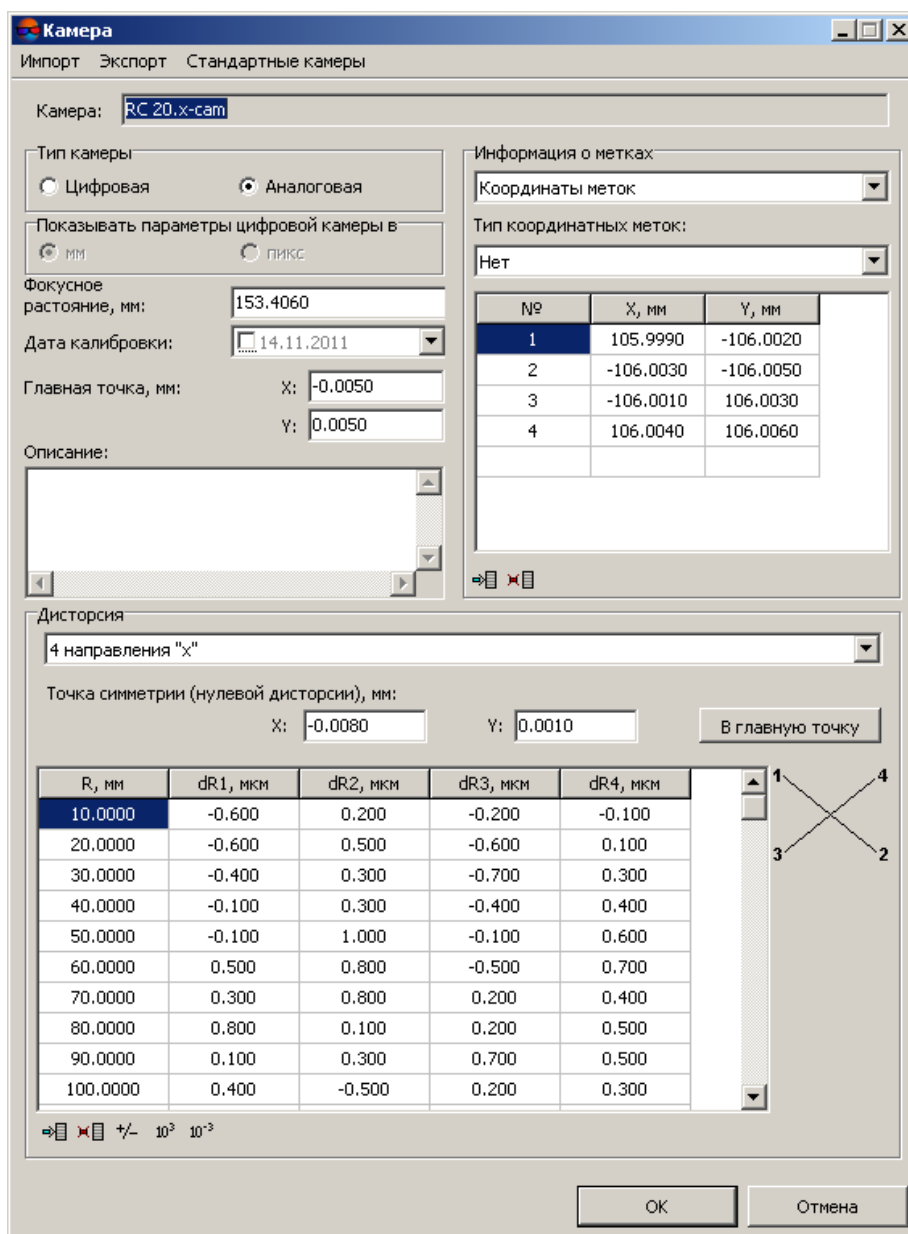 Камера
Импорт Экспорт Стандартные камеры
Камера: RC 20.x-cam
Тип камеры
Цифровая Аналоговая
Показывать параметры цифровой камеры в
мм пикс
Фокусное
растояние, мм: 153.4060
Дата калибровки: 14.11.2011
Главная точка, мм: X: -0.0050
Y: 0.0050
Описание:
Информация о метках
Координаты меток
Тип координатных меток:
Нет
№ X, мм Y, мм
1 105.9990 -106.0020
2 -106.0030 -106.0050
3 -106.0010 106.0030
4 106.0040 106.0060
Дисторсия
4 направления "x"
Точка симметрии (нулевой дисторсии), мм:
X: -0.0080 Y: 0.0010 В главную точку
R, мм dR1, мкм dR2, мкм dR3, мкм dR4, мкм
10.0000 -0.600 0.200 -0.200 -0.100
20.0000 -0.600 0.500 -0.600 0.100
30.0000 -0.400 0.300 -0.700 0.300
40.0000 -0.100 0.300 -0.400 0.400
50.0000 -0.100 1.000 -0.100 0.600
60.0000 0.500 0.800 -0.500 0.700
70.0000 0.300 0.800 0.200 0.400
80.0000 0.800 0.100 0.200 0.500
90.0000 0.100 0.300 0.700 0.500
100.0000 0.400 -0.500 0.200 0.300
1 4
3 2
+/- 10³ 10⁻³
OK Отмена